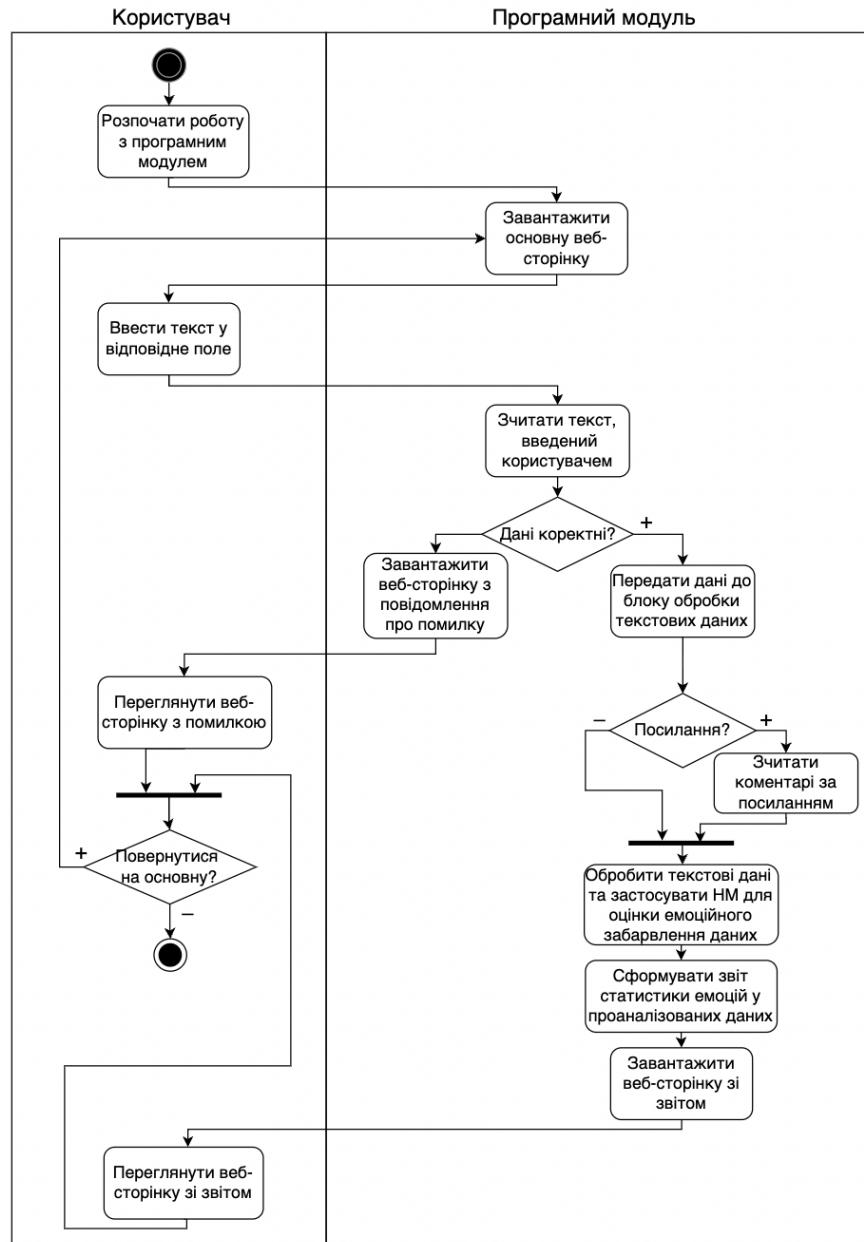 Користувач
Програмний модуль
Розпочати роботу
з програмним
модулем
Завантажити
основну веб-
сторінку
Ввести текст у
відповідне поле
Зчитати текст,
введений
користувачем
Дані коректні?
+
Завантажити
веб-сторінку з
повідомлення
про помилку
Передати дані до
блоку обробки
текстових даних
Переглянути веб-
сторінку з помилкою
–
Посилання?
+
Зчитати
коментарі за
посиланням
+
Повернутися
на основну?
–
Обробити текстові дані
та застосувати НМ для
оцінки емоційного
забарвлення даних
Сформувати звіт
статистики емоцій у
проаналізованих даних
Завантажити
веб-сторінку зі
звітом
Переглянути веб-
сторінку зі звітом